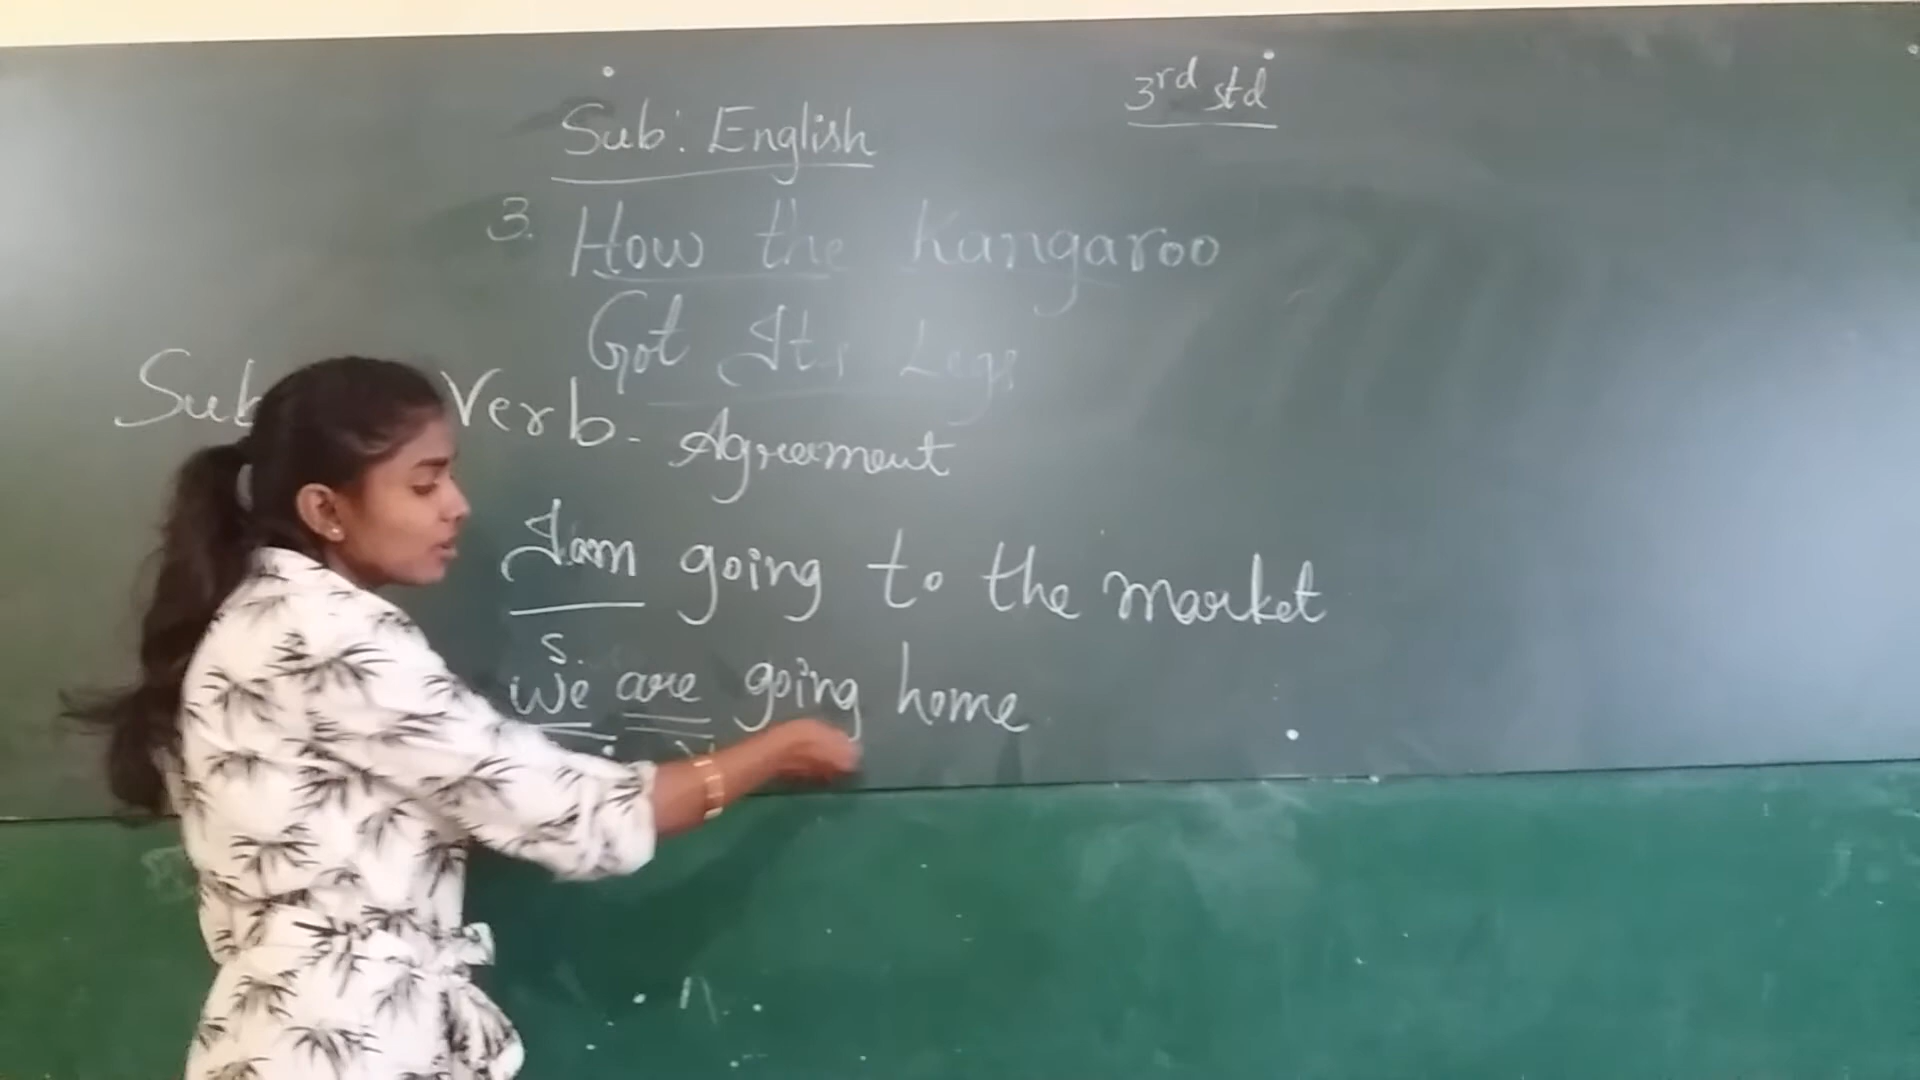 3rd std
Sub: English
3. How the Kangaroo
Got Its Legs
Sub Verb - Agreement
I am going to the market
S.
we are going home